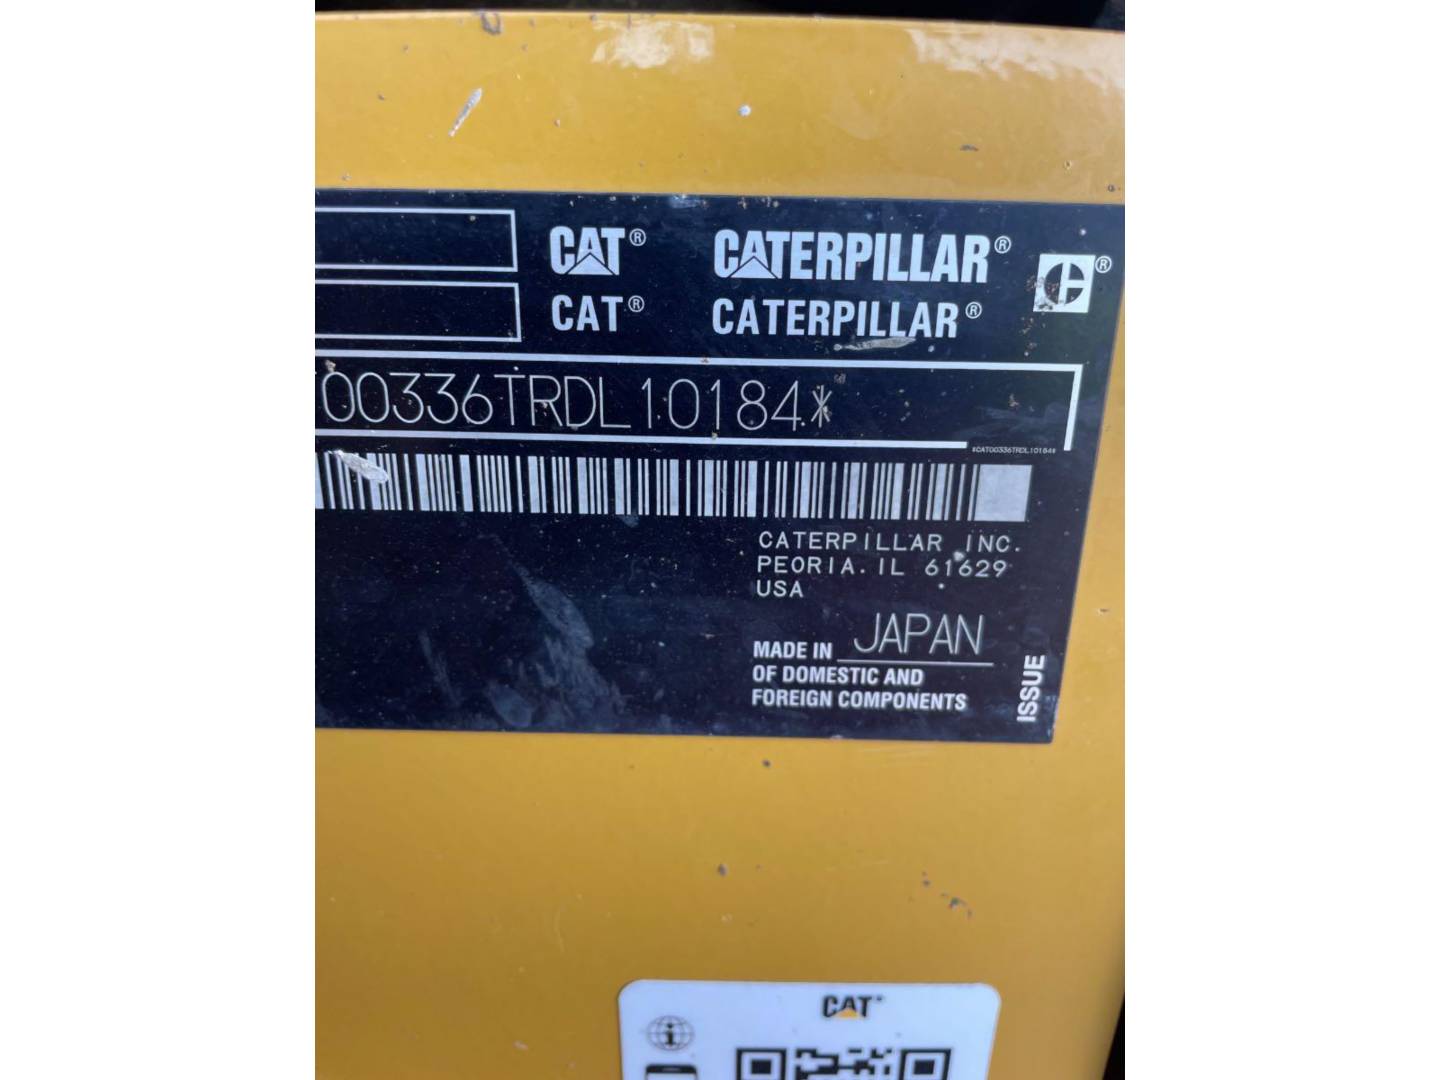 CAT® CATERPILLAR® ®
CAT® CATERPILLAR®
00336TRDL10184*
*CAT00336TRDL10184*
CATERPILLAR INC.
PEORIA. IL 61629
USA
MADE IN JAPAN
OF DOMESTIC AND
FOREIGN COMPONENTS
ISSUE
CAT
i